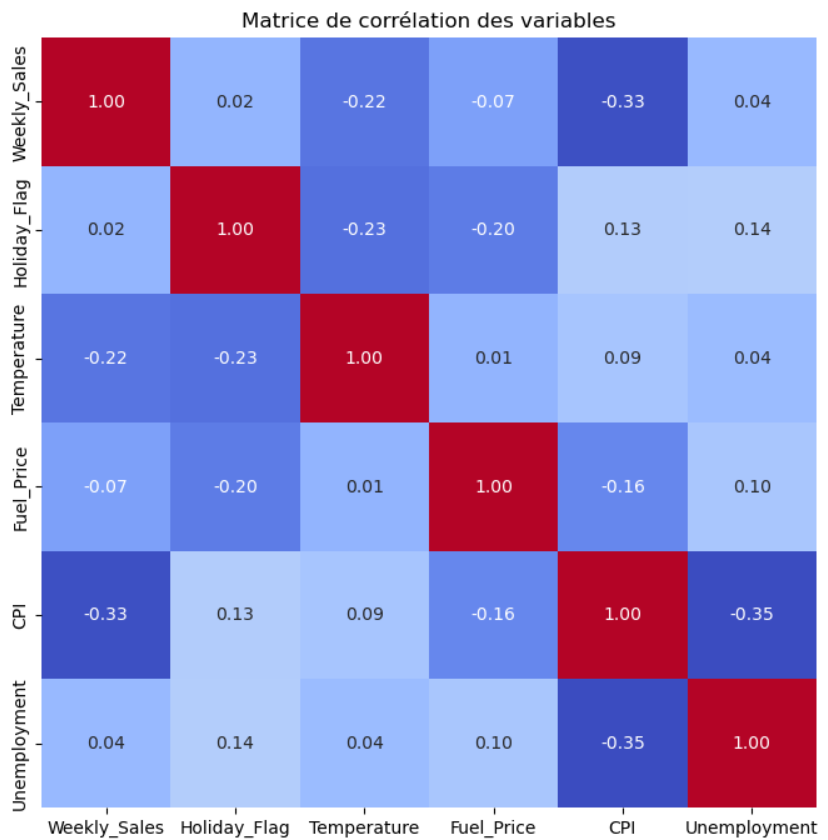 Matrice de corrélation des variables
Weekly_Sales 1.00 0.02 -0.22 -0.07 -0.33 0.04
Holiday_Flag 0.02 1.00 -0.23 -0.20 0.13 0.14
Temperature -0.22 -0.23 1.00 0.01 0.09 0.04
Fuel_Price -0.07 -0.20 0.01 1.00 -0.16 0.10
CPI -0.33 0.13 0.09 -0.16 1.00 -0.35
Unemployment 0.04 0.14 0.04 0.10 -0.35 1.00
Weekly_Sales Holiday_Flag Temperature Fuel_Price CPI Unemployment